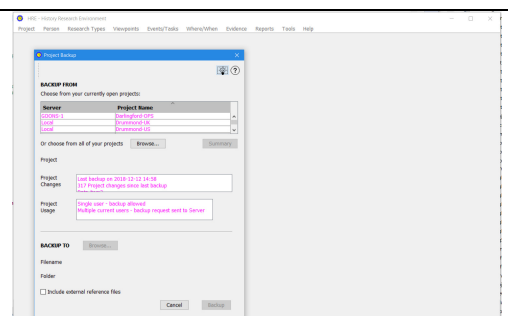 HRE - History Research Environment
Project Person Research Types Viewpoints Events/Tasks Where/When Evidence Reports Tools Help
Project Backup
BACKUP FROM
Choose from your currently open projects:
Server Project Name
Darlingford-OPS
Local Drummond-UK
Local Drummond-US
Or choose from all of your projects Browse... Summary
Project
Project Changes
Last backup on 2018-12-12 14:58
317 Project changes since last backup
Project Usage
Single user - backup allowed
Multiple current users - backup request sent to Server
BACKUP TO Browse...
Filename
Folder
Include external reference files
Cancel Backup